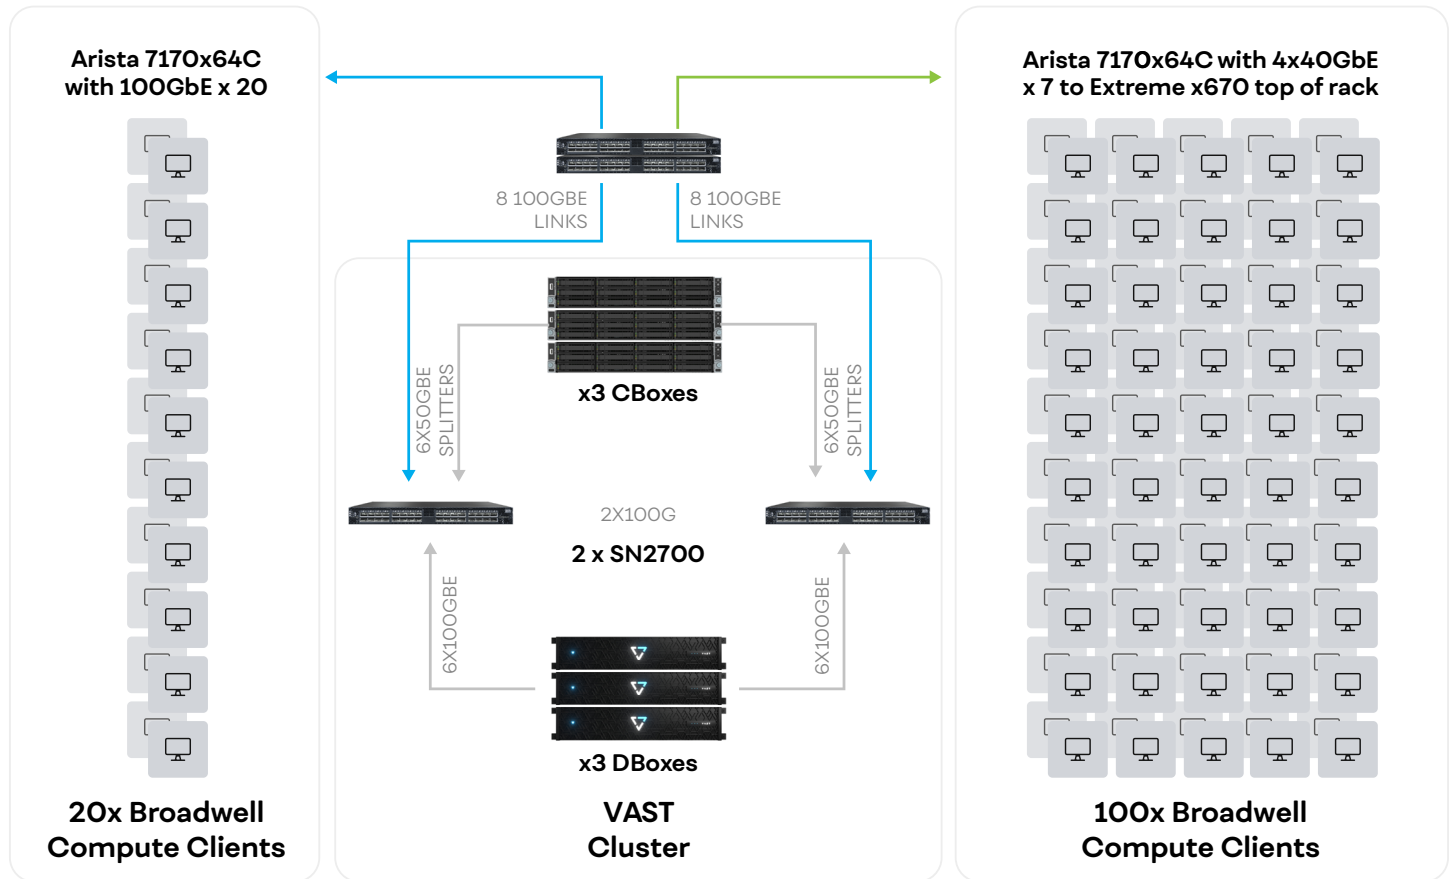 Arista 7170x64C
with 100GbE x 20
Arista 7170x64C with 4x40GbE
x 7 to Extreme x670 top of rack
8 100GBE
LINKS
8 100GBE
LINKS
x3 CBoxes
6X50GBE
SPLITTERS
6X50GBE
SPLITTERS
2X100G
2 x SN2700
6X100GBE
6X100GBE
x3 DBoxes
20x Broadwell
Compute Clients
VAST
Cluster
100x Broadwell
Compute Clients